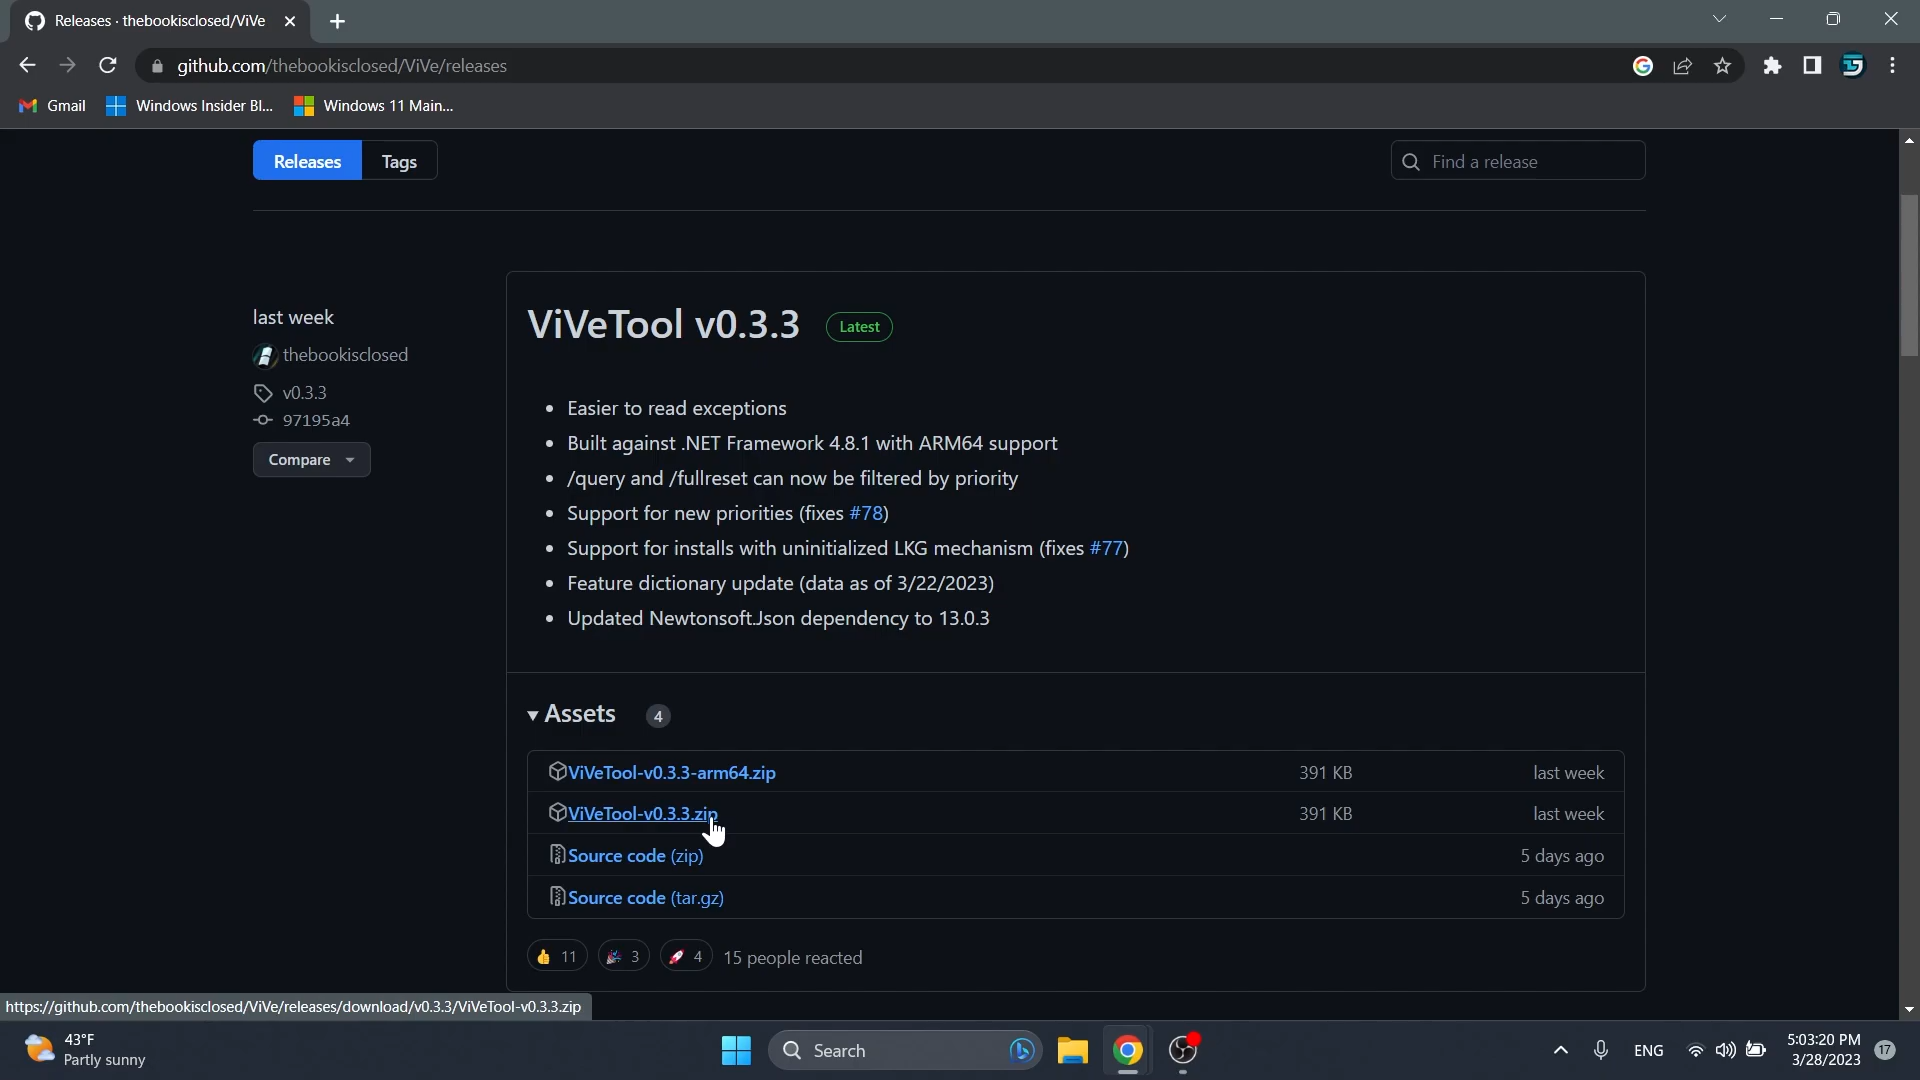 Releases · thebookisclosed/ViVe
github.com/thebookisclosed/ViVe/releases
Gmail
Windows Insider Bl...
Windows 11 Main...
Releases
Tags
Find a release
last week
thebookisclosed
v0.3.3
97195a4
Compare
ViVeTool v0.3.3
Latest
• Easier to read exceptions
• Built against .NET Framework 4.8.1 with ARM64 support
• /query and /fullreset can now be filtered by priority
• Support for new priorities (fixes #78)
• Support for installs with uninitialized LKG mechanism (fixes #77)
• Feature dictionary update (data as of 3/22/2023)
• Updated Newtonsoft.Json dependency to 13.0.3
Assets 4
ViVeTool-v0.3.3-arm64.zip 391 KB last week
ViVeTool-v0.3.3.zip 391 KB last week
Source code (zip) 5 days ago
Source code (tar.gz) 5 days ago
11 3 4 15 people reacted
https://github.com/thebookisclosed/ViVe/releases/download/v0.3.3/ViVeTool-v0.3.3.zip
43°F
Partly sunny
Search
ENG
5:03:20 PM
3/28/2023
17